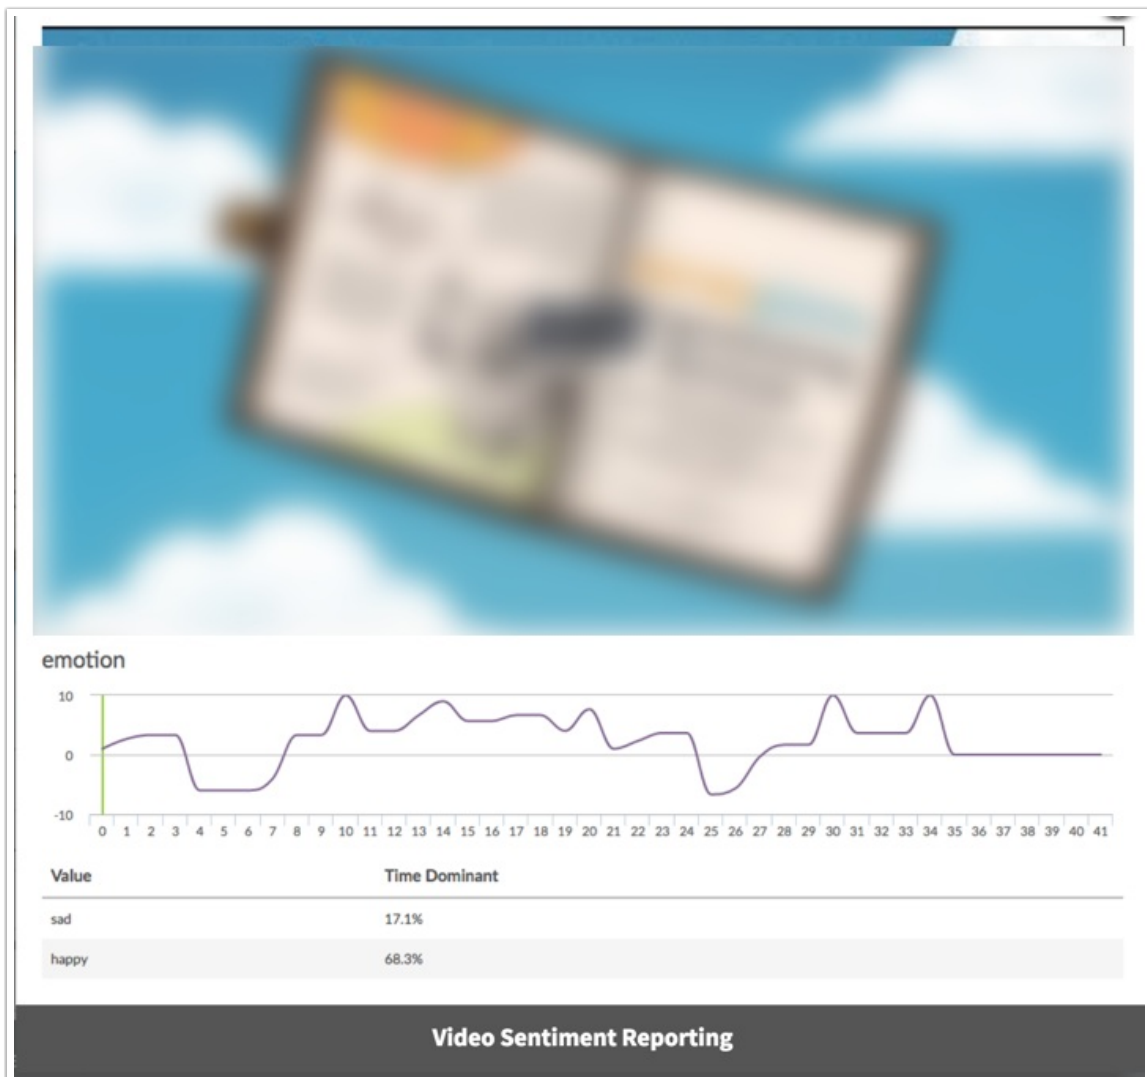 emotion
10
0
-10
0 1 2 3 4 5 6 7 8 9 10 11 12 13 14 15 16 17 18 19 20 21 22 23 24 25 26 27 28 29 30 31 32 33 34 35 36 37 38 39 40 41
Value Time Dominant
sad 17.1%
happy 68.3%
Video Sentiment Reporting